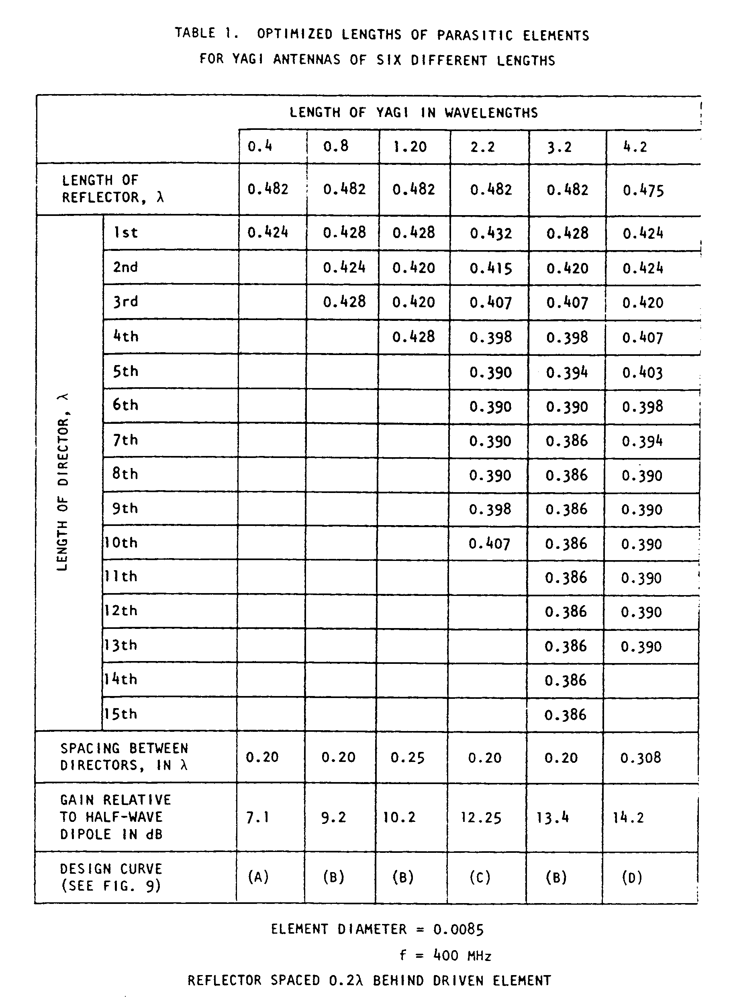 TABLE 1. OPTIMIZED LENGTHS OF PARASITIC ELEMENTS
FOR YAGI ANTENNAS OF SIX DIFFERENT LENGTHS
LENGTH OF YAGI IN WAVELENGTHS
0.4 0.8 1.20 2.2 3.2 4.2
LENGTH OF
REFLECTOR, λ
0.482 0.482 0.482 0.482 0.482 0.475
LENGTH OF DIRECTOR, λ
1st 0.424 0.428 0.428 0.432 0.428 0.424
2nd 0.424 0.420 0.415 0.420 0.424
3rd 0.428 0.420 0.407 0.407 0.420
4th 0.428 0.398 0.398 0.407
5th 0.390 0.394 0.403
6th 0.390 0.390 0.398
7th 0.390 0.386 0.394
8th 0.390 0.386 0.390
9th 0.398 0.386 0.390
10th 0.407 0.386 0.390
11th 0.386 0.390
12th 0.386 0.390
13th 0.386 0.390
14th 0.386
15th 0.386
SPACING BETWEEN
DIRECTORS, IN λ
0.20 0.20 0.25 0.20 0.20 0.308
GAIN RELATIVE
TO HALF-WAVE
DIPOLE IN dB
7.1 9.2 10.2 12.25 13.4 14.2
DESIGN CURVE
(SEE FIG. 9)
(A) (B) (B) (C) (B) (D)
ELEMENT DIAMETER = 0.0085
f = 400 MHz
REFLECTOR SPACED 0.2λ BEHIND DRIVEN ELEMENT